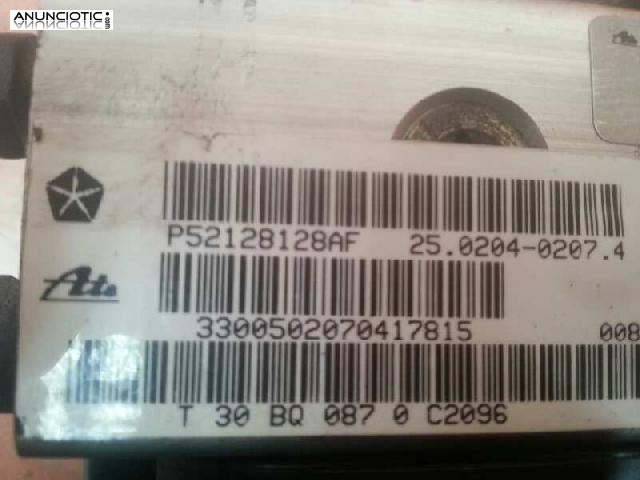 ANUNCIOTIC.com
P52128128AF 25.0204-0207.4
Ate
3300502070417815 008
T 30 BQ 087 0 C2096